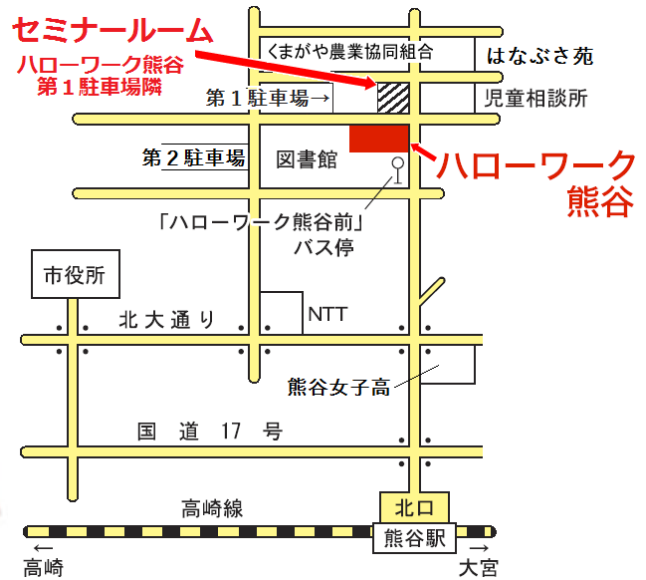 セミナールーム
ハローワーク熊谷
第１駐車場隣
くまがや農業協同組合
はなぶさ苑
第１駐車場→
児童相談所
第２駐車場
図書館
ハローワーク
熊谷
「ハローワーク熊谷前」
バス停
市役所
北大通り
NTT
熊谷女子高
国道 17 号
高崎線
北口
熊谷駅
←
高崎
→
大宮